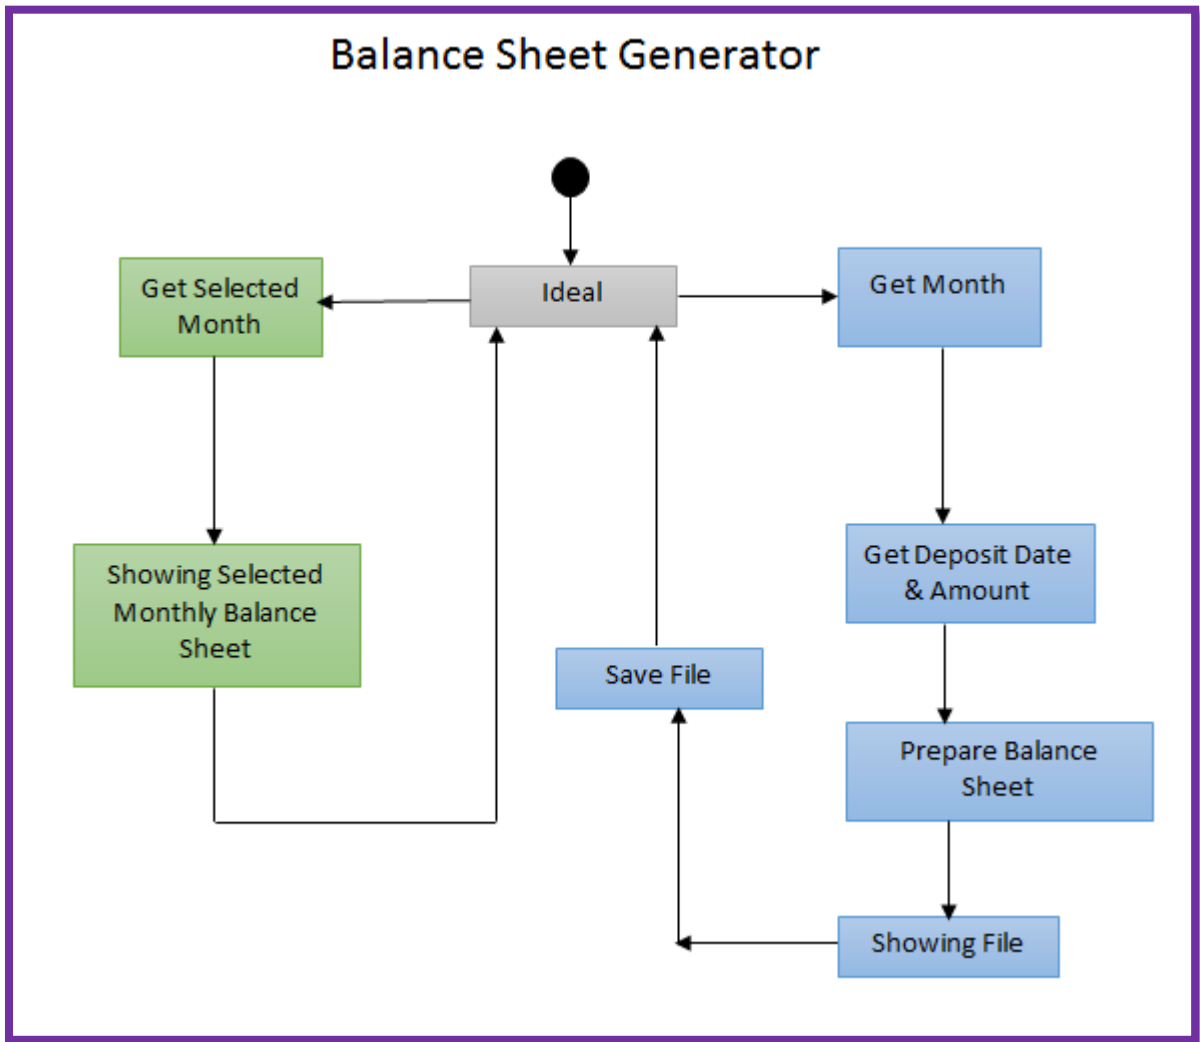 Balance Sheet Generator
Ideal
Get Selected
Month
Get Month
Showing Selected
Monthly Balance
Sheet
Get Deposit Date
& Amount
Save File
Prepare Balance
Sheet
Showing File